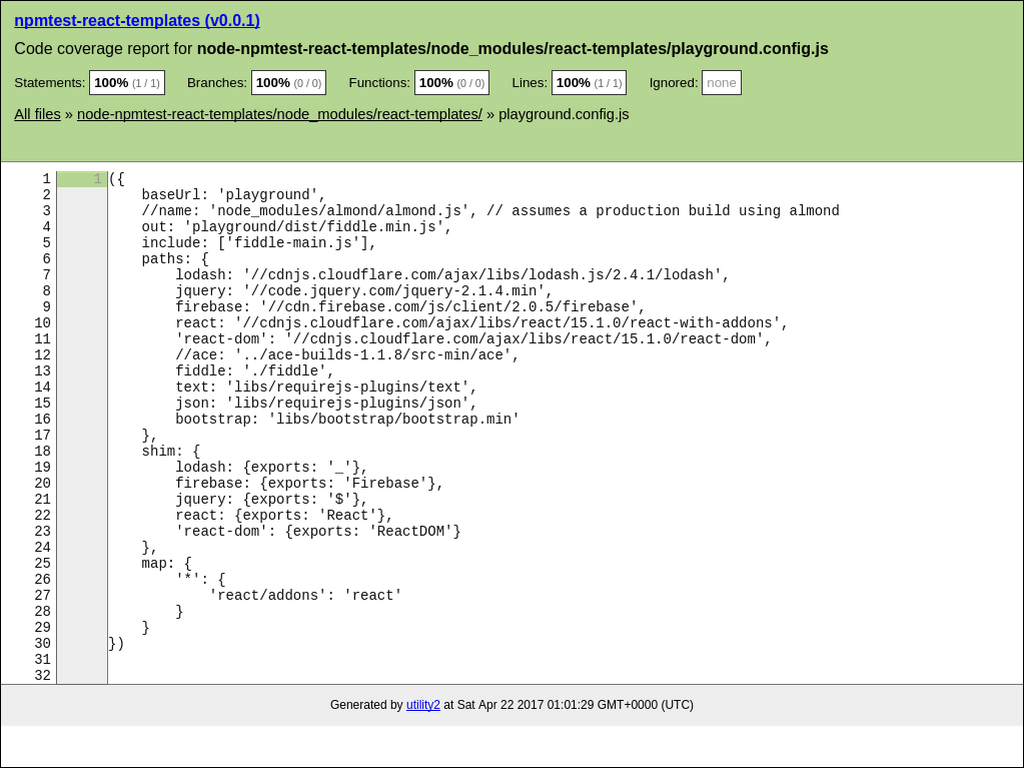 npmtest-react-templates (v0.0.1)
Code coverage report for node-npmtest-react-templates/node_modules/react-templates/playground.config.js
Statements: 100% (1 / 1) Branches: 100% (0 / 0) Functions: 100% (0 / 0) Lines: 100% (1 / 1) Ignored: none
All files » node-npmtest-react-templates/node_modules/react-templates/ » playground.config.js
1 1 ({
2     baseUrl: 'playground',
3     //name: 'node_modules/almond/almond.js', // assumes a production build using almond
4     out: 'playground/dist/fiddle.min.js',
5     include: ['fiddle-main.js'],
6     paths: {
7         lodash: '//cdnjs.cloudflare.com/ajax/libs/lodash.js/2.4.1/lodash',
8         jquery: '//code.jquery.com/jquery-2.1.4.min',
9         firebase: '//cdn.firebase.com/js/client/2.0.5/firebase',
10         react: '//cdnjs.cloudflare.com/ajax/libs/react/15.1.0/react-with-addons',
11         'react-dom': '//cdnjs.cloudflare.com/ajax/libs/react/15.1.0/react-dom',
12         //ace: '../ace-builds-1.1.8/src-min/ace',
13         fiddle: './fiddle',
14         text: 'libs/requirejs-plugins/text',
15         json: 'libs/requirejs-plugins/json',
16         bootstrap: 'libs/bootstrap/bootstrap.min'
17     },
18     shim: {
19         lodash: {exports: '_'},
20         firebase: {exports: 'Firebase'},
21         jquery: {exports: '$'},
22         react: {exports: 'React'},
23         'react-dom': {exports: 'ReactDOM'}
24     },
25     map: {
26         '*': {
27             'react/addons': 'react'
28         }
29     }
30 })
31
32
Generated by utility2 at Sat Apr 22 2017 01:01:29 GMT+0000 (UTC)